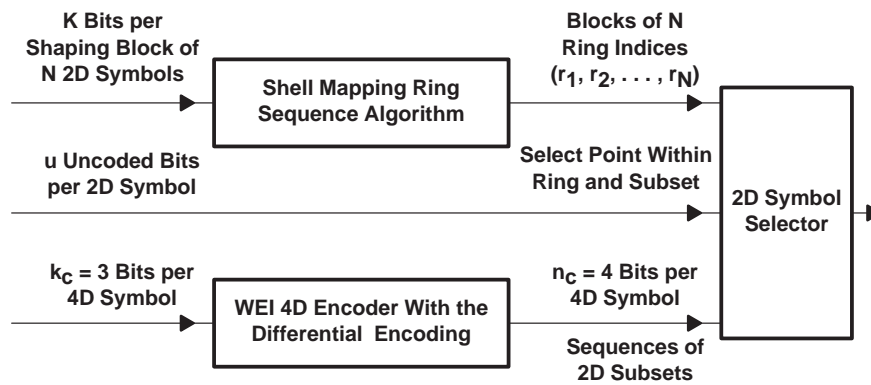 K Bits per
Shaping Block of
N 2D Symbols
Shell Mapping Ring
Sequence Algorithm
Blocks of N
Ring Indices
(r1, r2, . . . , rN)
u Uncoded Bits
per 2D Symbol
Select Point Within
Ring and Subset
2D Symbol
Selector
kc = 3 Bits per
4D Symbol
WEI 4D Encoder With the
Differential Encoding
nc = 4 Bits per
4D Symbol
Sequences of
2D Subsets